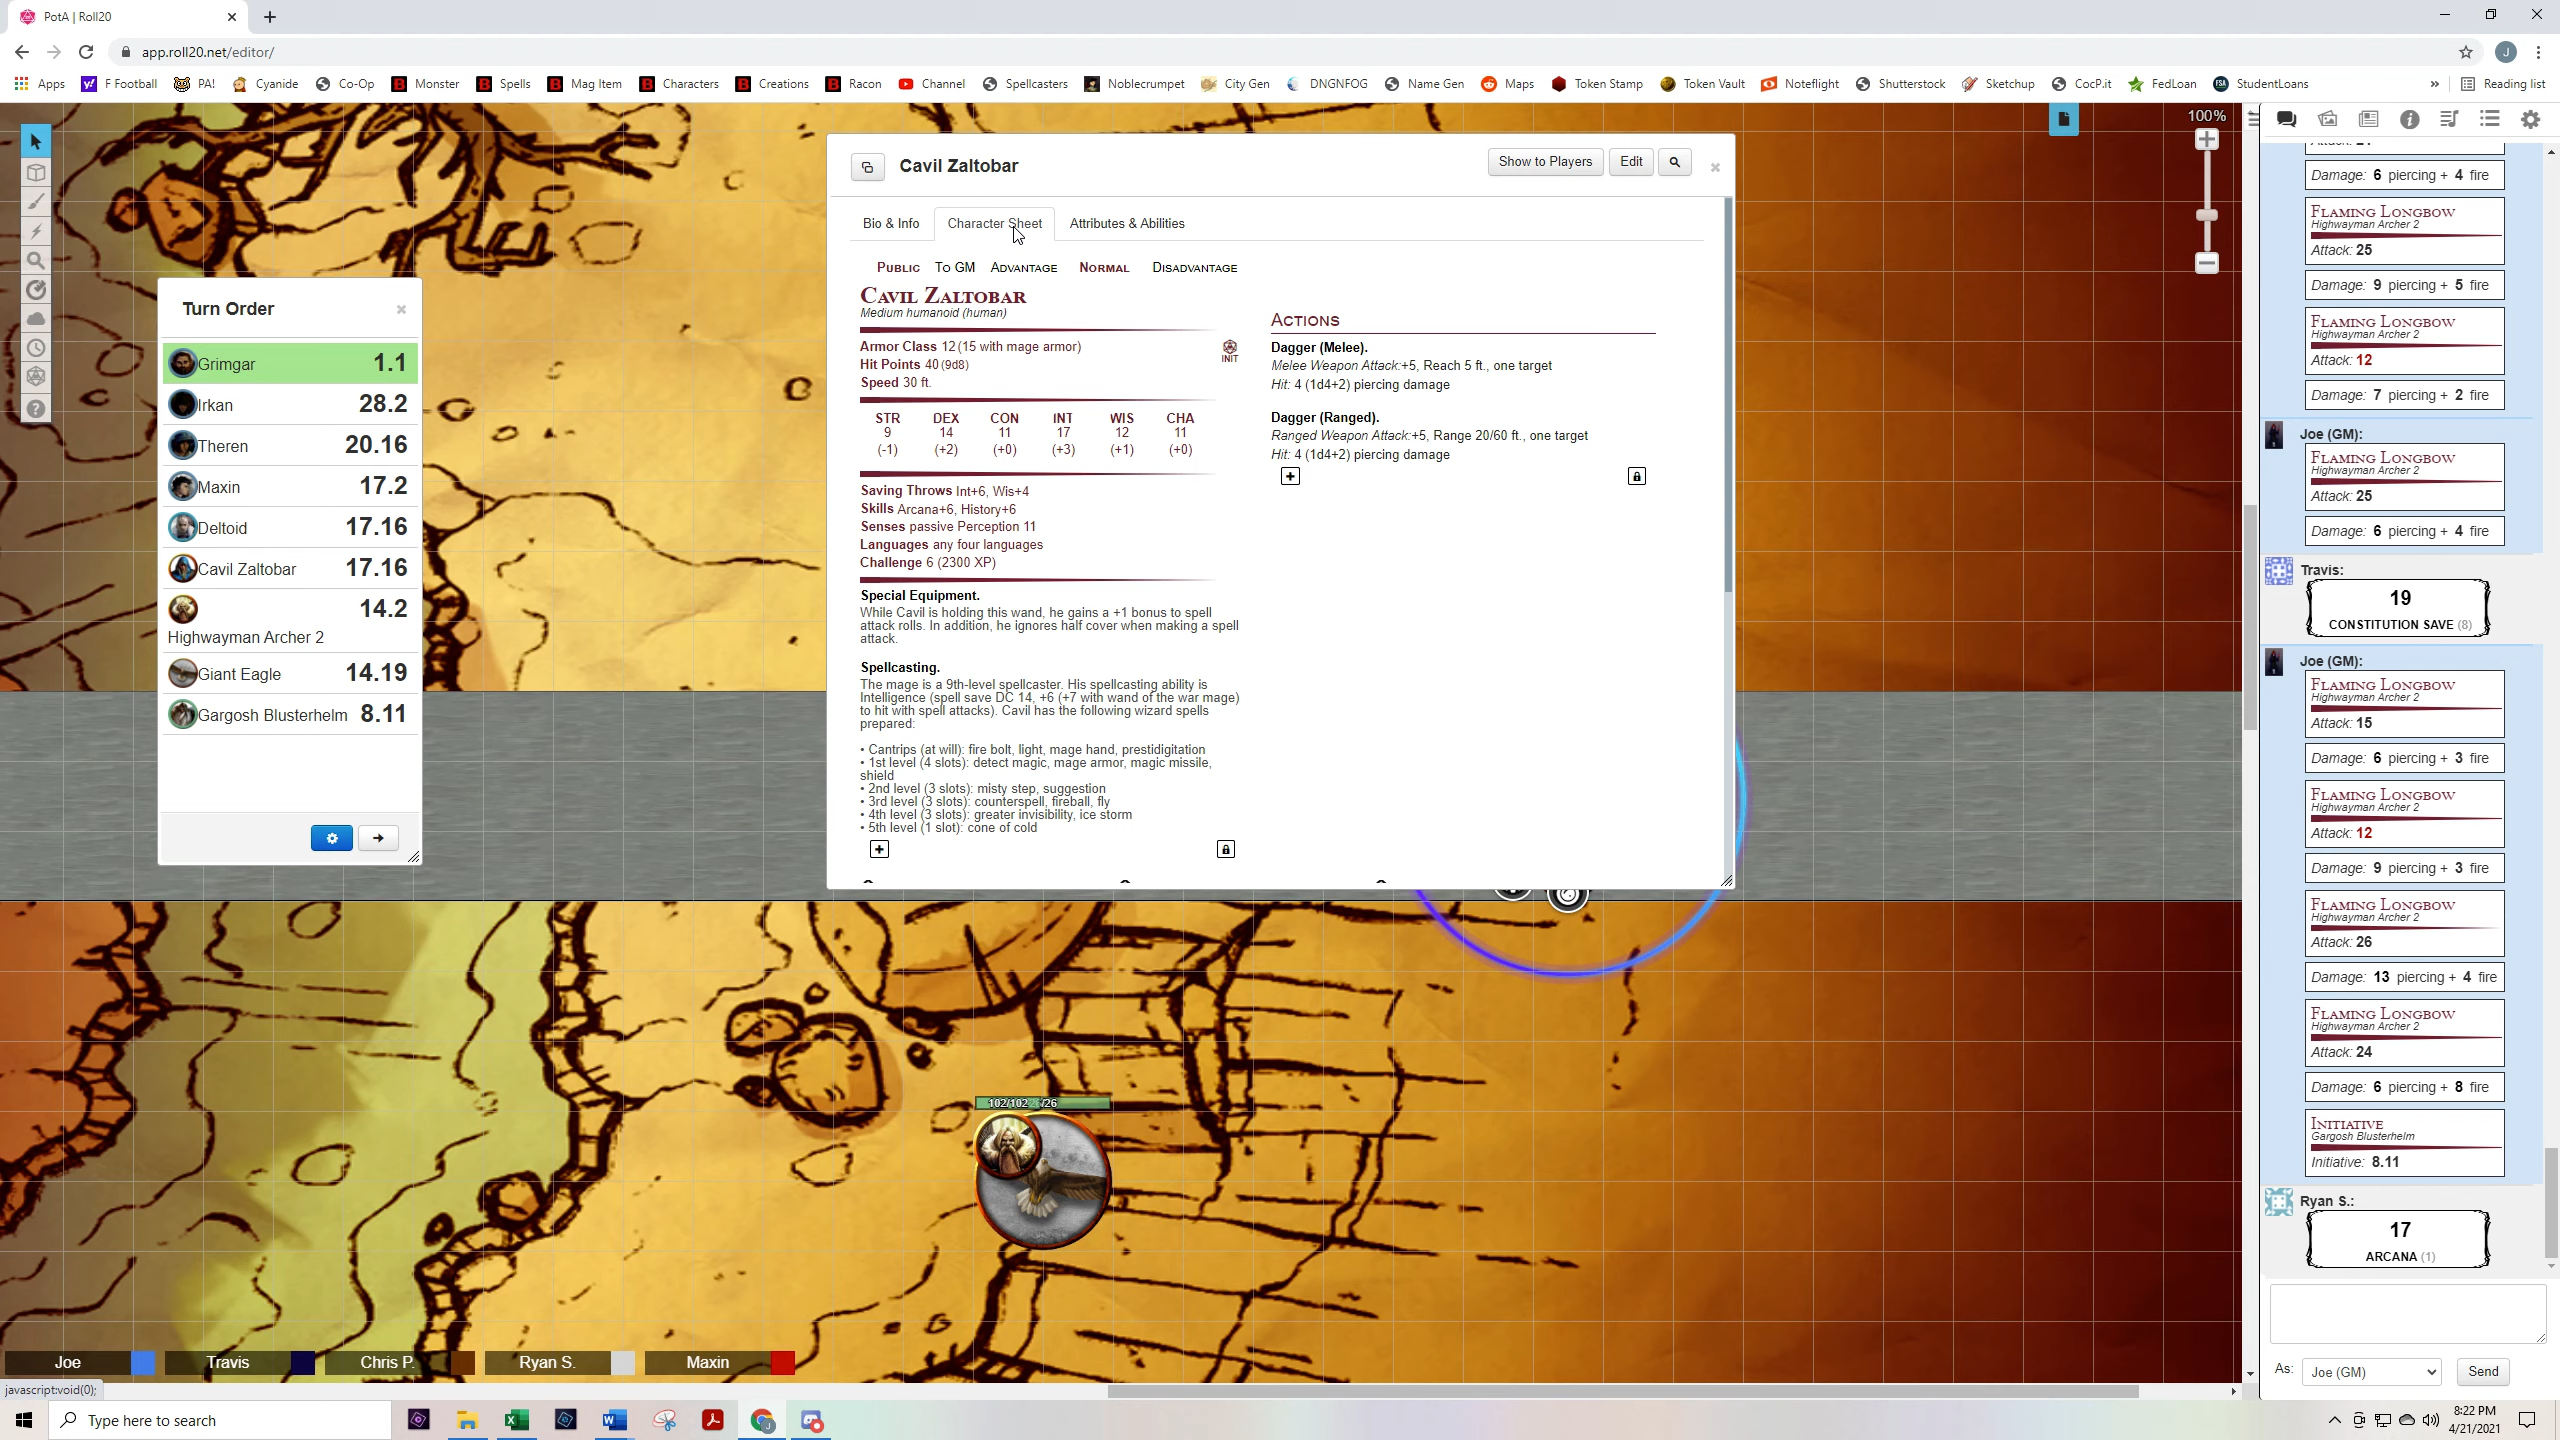 PotA | Roll20
app.roll20.net/editor/
Apps F Football PA! Cyanide Co-Op Monster Spells Mag Item Characters Creations Racon Channel Spellcasters Noblecrumpet City Gen DNGNFOG Name Gen Maps Token Stamp Token Vault Noteflight Shutterstock Sketchup CocP.it FedLoan StudentLoans » Reading list
100%
Turn Order
Grimgar 1.1
Irkan 28.2
Theren 20.16
Maxin 17.2
Deltoid 17.16
Cavil Zaltobar 17.16
14.2
Highwayman Archer 2
Giant Eagle 14.19
Gargosh Blusterhelm 8.11
Cavil Zaltobar
Show to Players Edit
Bio & Info Character Sheet Attributes & Abilities
PUBLIC TO GM ADVANTAGE NORMAL DISADVANTAGE
CAVIL ZALTOBAR
Medium humanoid (human)
Armor Class 12 (15 with mage armor)
Hit Points 40 (9d8)
Speed 30 ft.
INIT
STR DEX CON INT WIS CHA
9 14 11 17 12 11
(-1) (+2) (+0) (+3) (+1) (+0)
Saving Throws Int+6, Wis+4
Skills Arcana+6, History+6
Senses passive Perception 11
Languages any four languages
Challenge 6 (2300 XP)
Special Equipment.
While Cavil is holding this wand, he gains a +1 bonus to spell
attack rolls. In addition, he ignores half cover when making a spell
attack.
Spellcasting.
The mage is a 9th-level spellcaster. His spellcasting ability is
Intelligence (spell save DC 14, +6 (+7 with wand of the war mage)
to hit with spell attacks). Cavil has the following wizard spells
prepared:
• Cantrips (at will): fire bolt, light, mage hand, prestidigitation
• 1st level (4 slots): detect magic, mage armor, magic missile,
shield
• 2nd level (3 slots): misty step, suggestion
• 3rd level (3 slots): counterspell, fireball, fly
• 4th level (3 slots): greater invisibility, ice storm
• 5th level (1 slot): cone of cold
ACTIONS
Dagger (Melee).
Melee Weapon Attack:+5, Reach 5 ft., one target
Hit: 4 (1d4+2) piercing damage
Dagger (Ranged).
Ranged Weapon Attack:+5, Range 20/60 ft., one target
Hit: 4 (1d4+2) piercing damage
102/102 /26
Damage: 6 piercing + 4 fire
FLAMING LONGBOW
Highwayman Archer 2
Attack: 25
Damage: 9 piercing + 5 fire
FLAMING LONGBOW
Highwayman Archer 2
Attack: 12
Damage: 7 piercing + 2 fire
Joe (GM):
FLAMING LONGBOW
Highwayman Archer 2
Attack: 25
Damage: 6 piercing + 4 fire
Travis:
19
CONSTITUTION SAVE (8)
Joe (GM):
FLAMING LONGBOW
Highwayman Archer 2
Attack: 15
Damage: 6 piercing + 3 fire
FLAMING LONGBOW
Highwayman Archer 2
Attack: 12
Damage: 9 piercing + 3 fire
FLAMING LONGBOW
Highwayman Archer 2
Attack: 26
Damage: 13 piercing + 4 fire
FLAMING LONGBOW
Highwayman Archer 2
Attack: 24
Damage: 6 piercing + 8 fire
INITIATIVE
Gargosh Blusterhelm
Initiative: 8.11
Ryan S.:
17
ARCANA (1)
As: Joe (GM) Send
Joe Travis Chris P. Ryan S. Maxin
javascript:void(0);
Type here to search
8:22 PM
4/21/2021